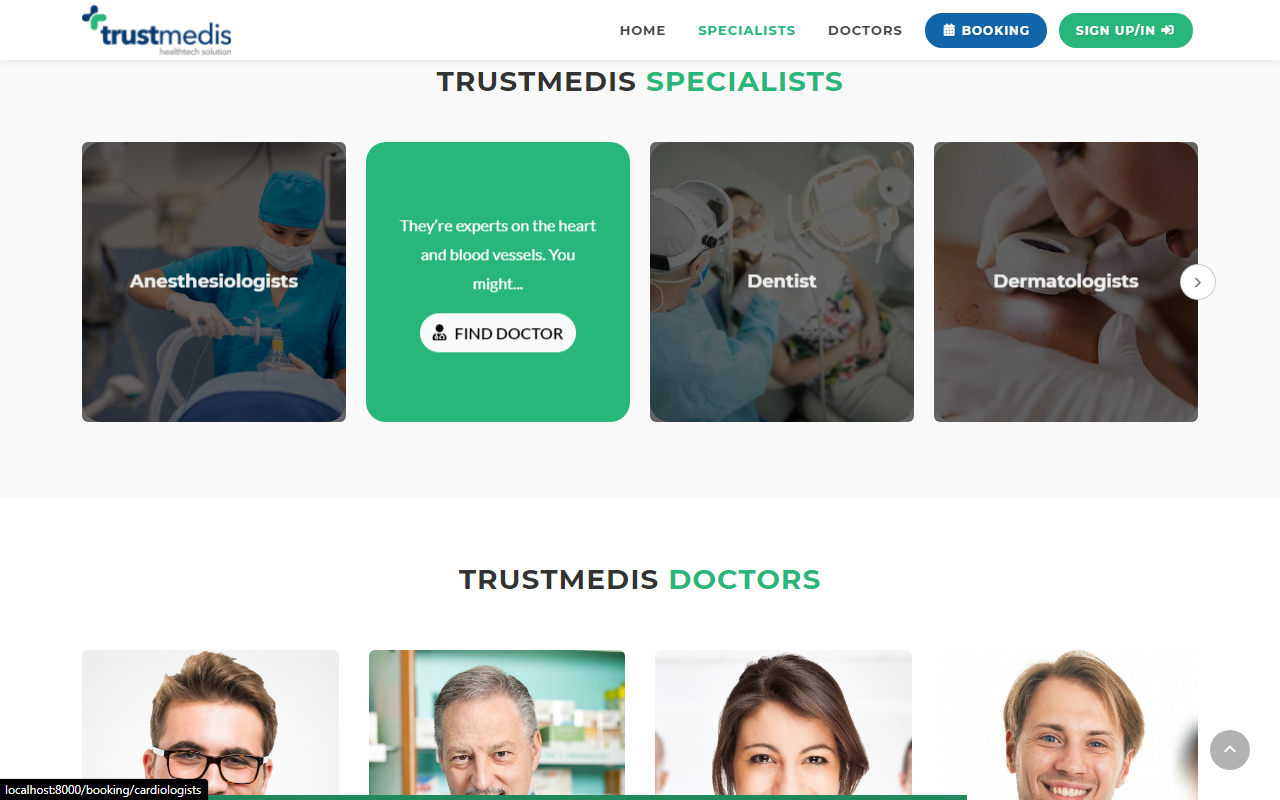 trustmedis
healthtech solution
HOME
SPECIALISTS
DOCTORS
BOOKING
SIGN UP/IN
TRUSTMEDIS SPECIALISTS
Anesthesiologists
They're experts on the heart
and blood vessels. You
might...
FIND DOCTOR
Dentist
Dermatologists
TRUSTMEDIS DOCTORS
localhost:8000/booking/cardiologists